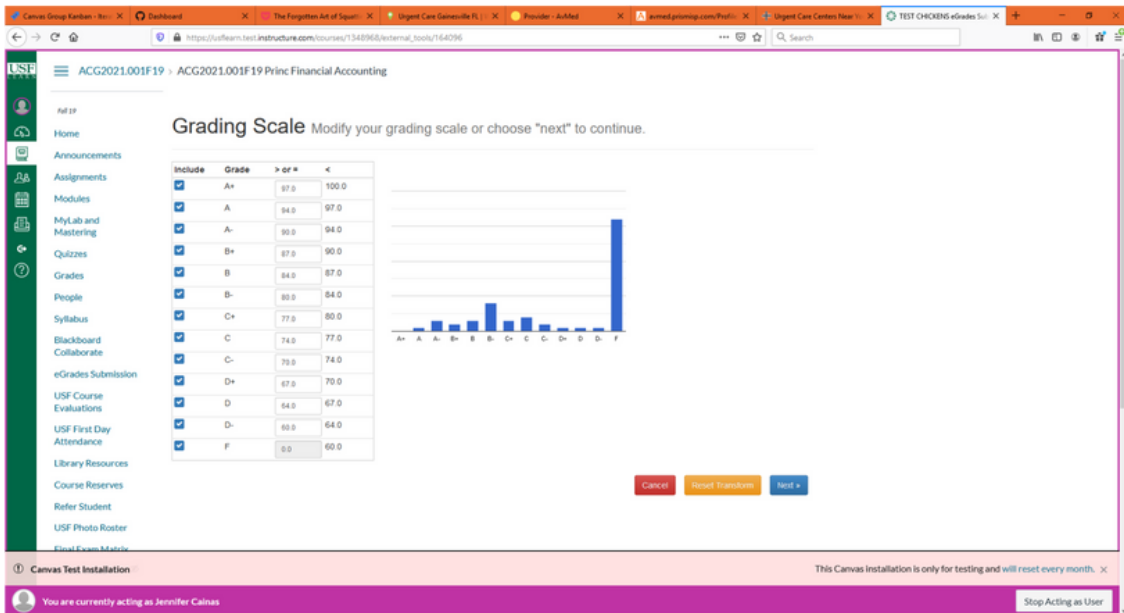 Canvas Group Kanban - Items
Dashboard
The Forgotten Art of Squatti
Urgent Care Gainesville FL |
Provider - AvMed
avmed.prismisp.com/Profile
Urgent Care Centers Near Yo
TEST CHICKENS eGrades Sub
https://usflearn.test.instructure.com/courses/1348968/external_tools/164096
Search
USF
LEARN
ACG2021.001F19 › ACG2021.001F19 Princ Financial Accounting
Fall 19
Home
Announcements
Assignments
Modules
MyLab and
Mastering
Quizzes
Grades
People
Syllabus
Blackboard
Collaborate
eGrades Submission
USF Course
Evaluations
USF First Day
Attendance
Library Resources
Course Reserves
Refer Student
USF Photo Roster
Final Exam Matrix
Grading Scale Modify your grading scale or choose "next" to continue.
Include Grade > or = <
A+ 97.0 100.0
A 94.0 97.0
A- 90.0 94.0
B+ 87.0 90.0
B 84.0 87.0
B- 80.0 84.0
C+ 77.0 80.0
C 74.0 77.0
C- 70.0 74.0
D+ 67.0 70.0
D 64.0 67.0
D- 60.0 64.0
F 0.0 60.0
A+ A A- B+ B B- C+ C C- D+ D D- F
Cancel Reset Transform Next »
Canvas Test Installation
This Canvas installation is only for testing and will reset every month.
You are currently acting as Jennifer Cainas
Stop Acting as User